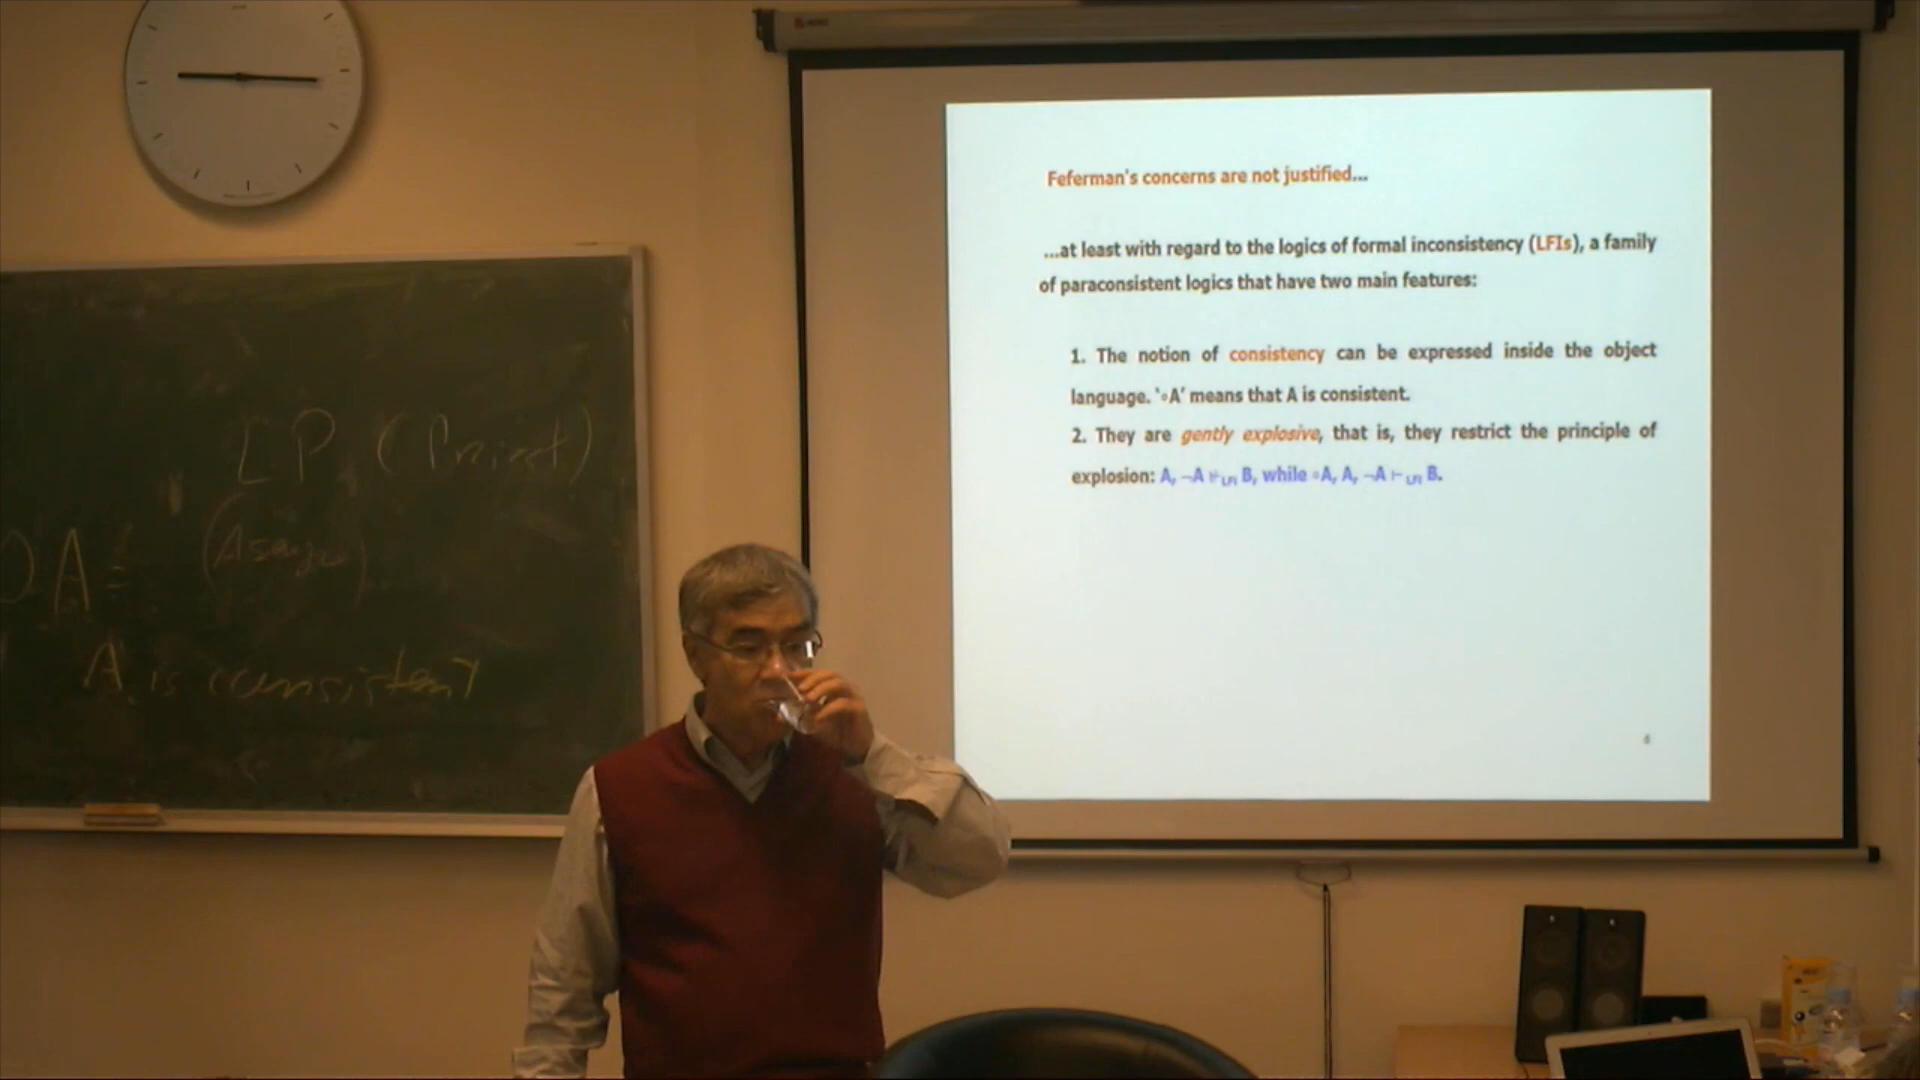 LP (Priest)
(Asenjo)
A
A is consistent
Feferman's concerns are not justified...
...at least with regard to the logics of formal inconsistency (LFIs), a family
of paraconsistent logics that have two main features:
1. The notion of consistency can be expressed inside the object
language. '∘A' means that A is consistent.
2. They are gently explosive, that is, they restrict the principle of
explosion: A, ¬A ⊬LFI B, while ∘A, A, ¬A ⊢LFI B.
6